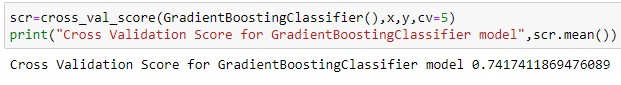 scr=cross_val_score(GradientBoostingClassifier(),x,y,cv=5)
print("Cross Validation Score for GradientBoostingClassifier model",scr.mean())
Cross Validation Score for GradientBoostingClassifier model 0.7417411869476089